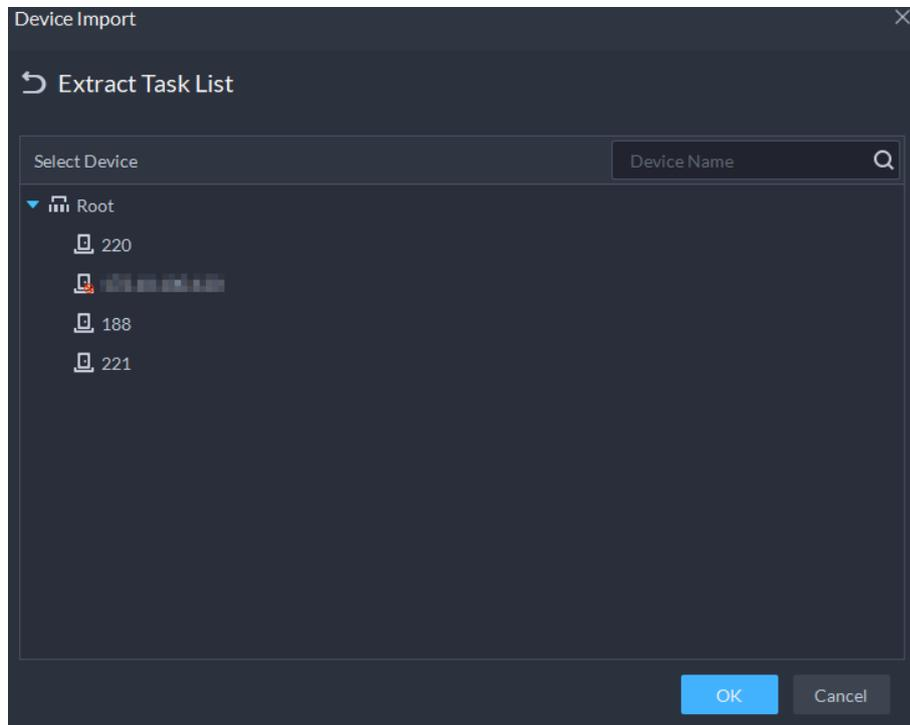 Device Import
Extract Task List
Select Device
Device Name
Root
220
188
221
OK
Cancel